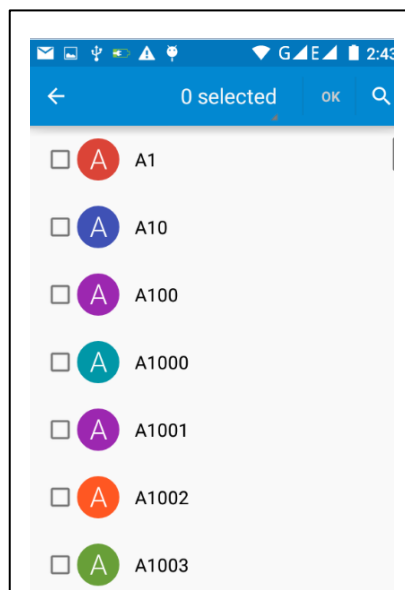 G E 2:43
0 selected OK
A A1
A A10
A A100
A A1000
A A1001
A A1002
A A1003